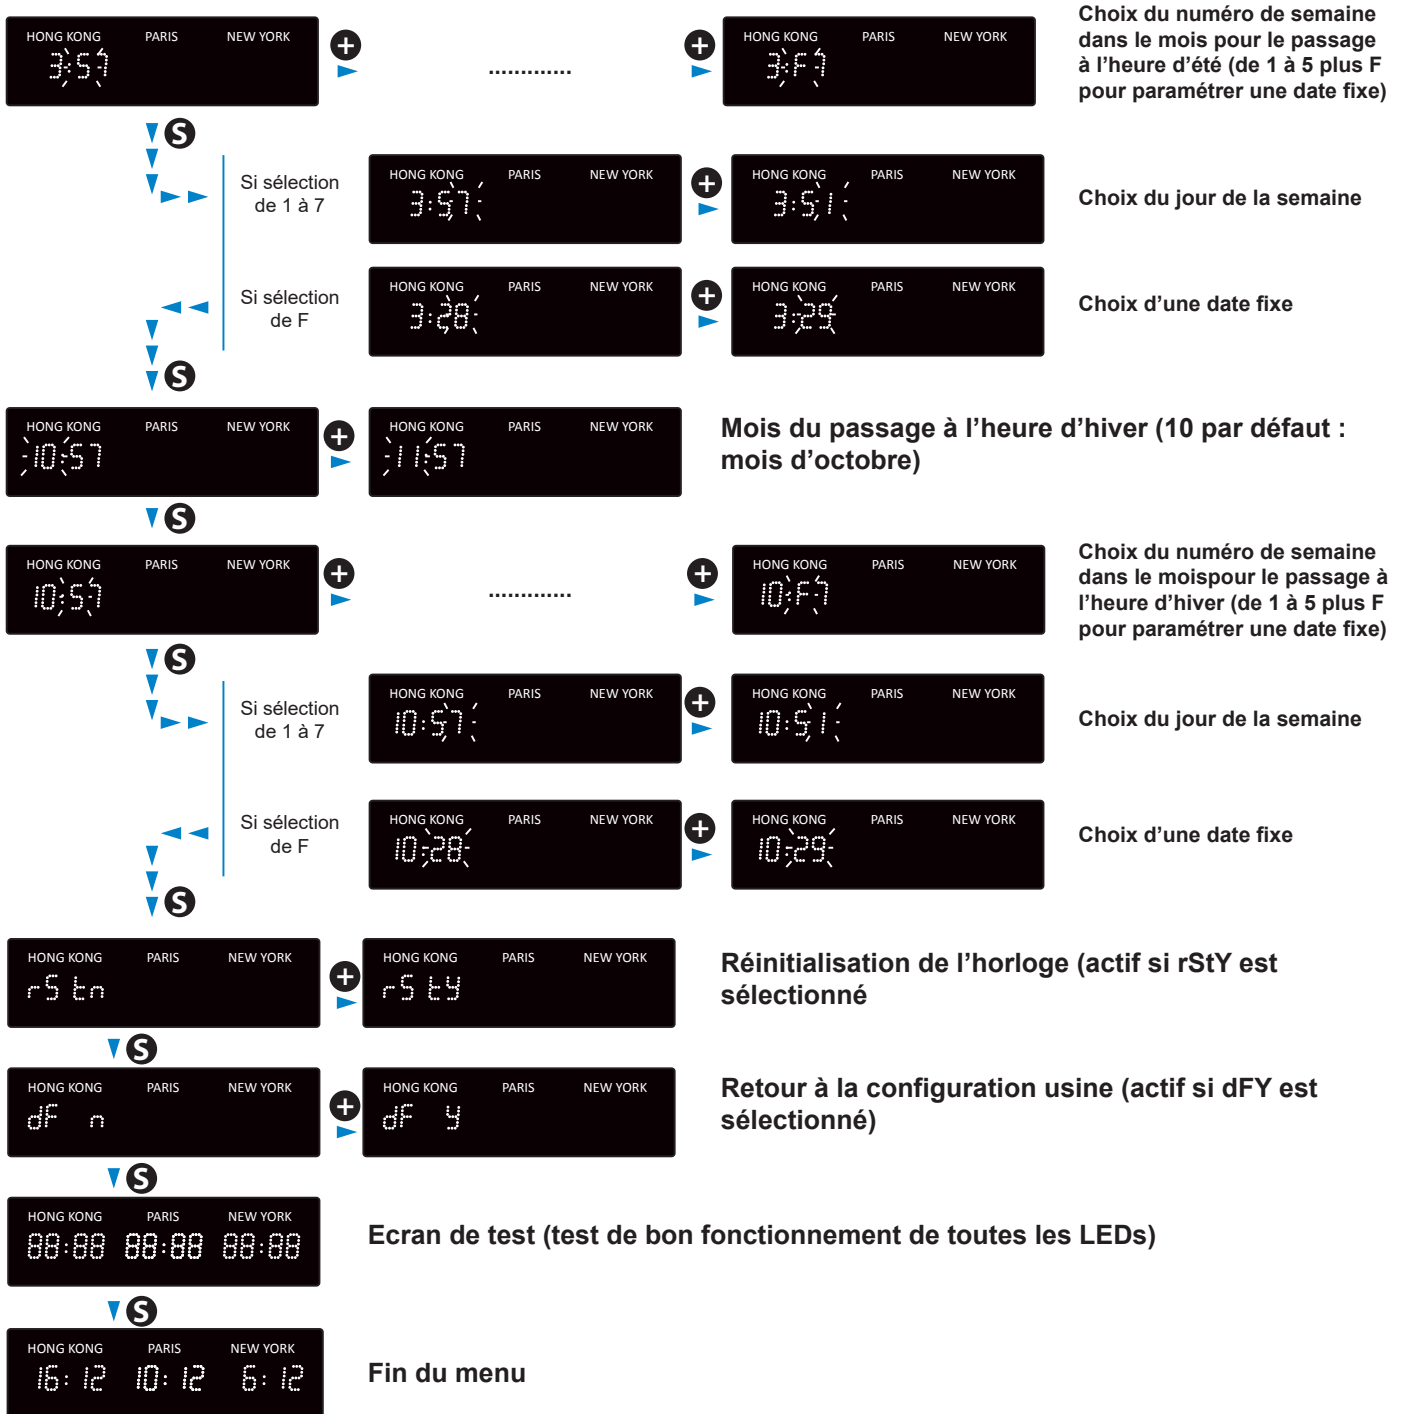 HONG KONG PARIS NEW YORK
3:57
+
.............
+
HONG KONG PARIS NEW YORK
3:F7
Choix du numéro de semaine
dans le mois pour le passage
à l'heure d'été (de 1 à 5 plus F
pour paramétrer une date fixe)
S
Si sélection
de 1 à 7
HONG KONG PARIS NEW YORK
3:57
+
HONG KONG PARIS NEW YORK
3:51
Choix du jour de la semaine
Si sélection
de F
HONG KONG PARIS NEW YORK
3:28
+
HONG KONG PARIS NEW YORK
3:29
Choix d'une date fixe
S
HONG KONG PARIS NEW YORK
10:57
+
HONG KONG PARIS NEW YORK
11:57
Mois du passage à l'heure d'hiver (10 par défaut :
mois d'octobre)
S
HONG KONG PARIS NEW YORK
10:57
+
.............
+
HONG KONG PARIS NEW YORK
10:F7
Choix du numéro de semaine
dans le moispour le passage à
l'heure d'hiver (de 1 à 5 plus F
pour paramétrer une date fixe)
S
Si sélection
de 1 à 7
HONG KONG PARIS NEW YORK
10:57
+
HONG KONG PARIS NEW YORK
10:51
Choix du jour de la semaine
Si sélection
de F
HONG KONG PARIS NEW YORK
10:28
+
HONG KONG PARIS NEW YORK
10:29
Choix d'une date fixe
S
HONG KONG PARIS NEW YORK
rS tn
+
HONG KONG PARIS NEW YORK
rS tY
Réinitialisation de l'horloge (actif si rStY est
sélectionné
S
HONG KONG PARIS NEW YORK
dF n
+
HONG KONG PARIS NEW YORK
dF Y
Retour à la configuration usine (actif si dFY est
sélectionné)
S
HONG KONG PARIS NEW YORK
88:88 88:88 88:88
Ecran de test (test de bon fonctionnement de toutes les LEDs)
S
HONG KONG PARIS NEW YORK
16:12 10:12 6:12
Fin du menu